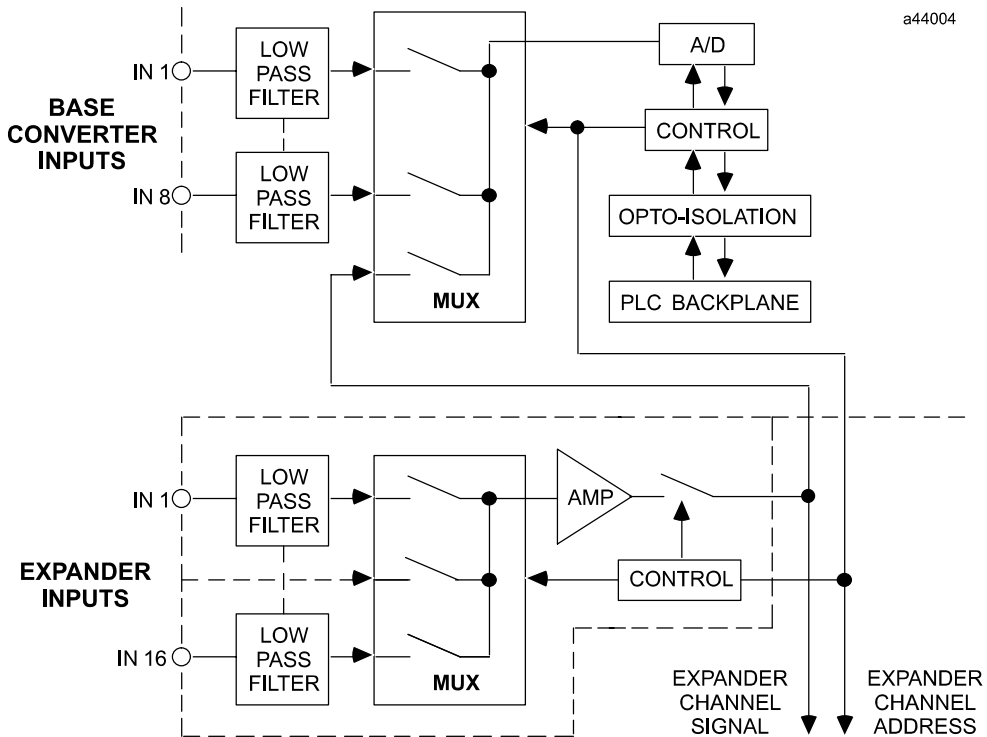 a44004
LOW
PASS
FILTER
IN 1
BASE
CONVERTER
INPUTS
LOW
PASS
FILTER
IN 8
MUX
A/D
CONTROL
OPTO-ISOLATION
PLC BACKPLANE
LOW
PASS
FILTER
IN 1
EXPANDER
INPUTS
LOW
PASS
FILTER
IN 16
MUX
AMP
CONTROL
EXPANDER
CHANNEL
SIGNAL
EXPANDER
CHANNEL
ADDRESS